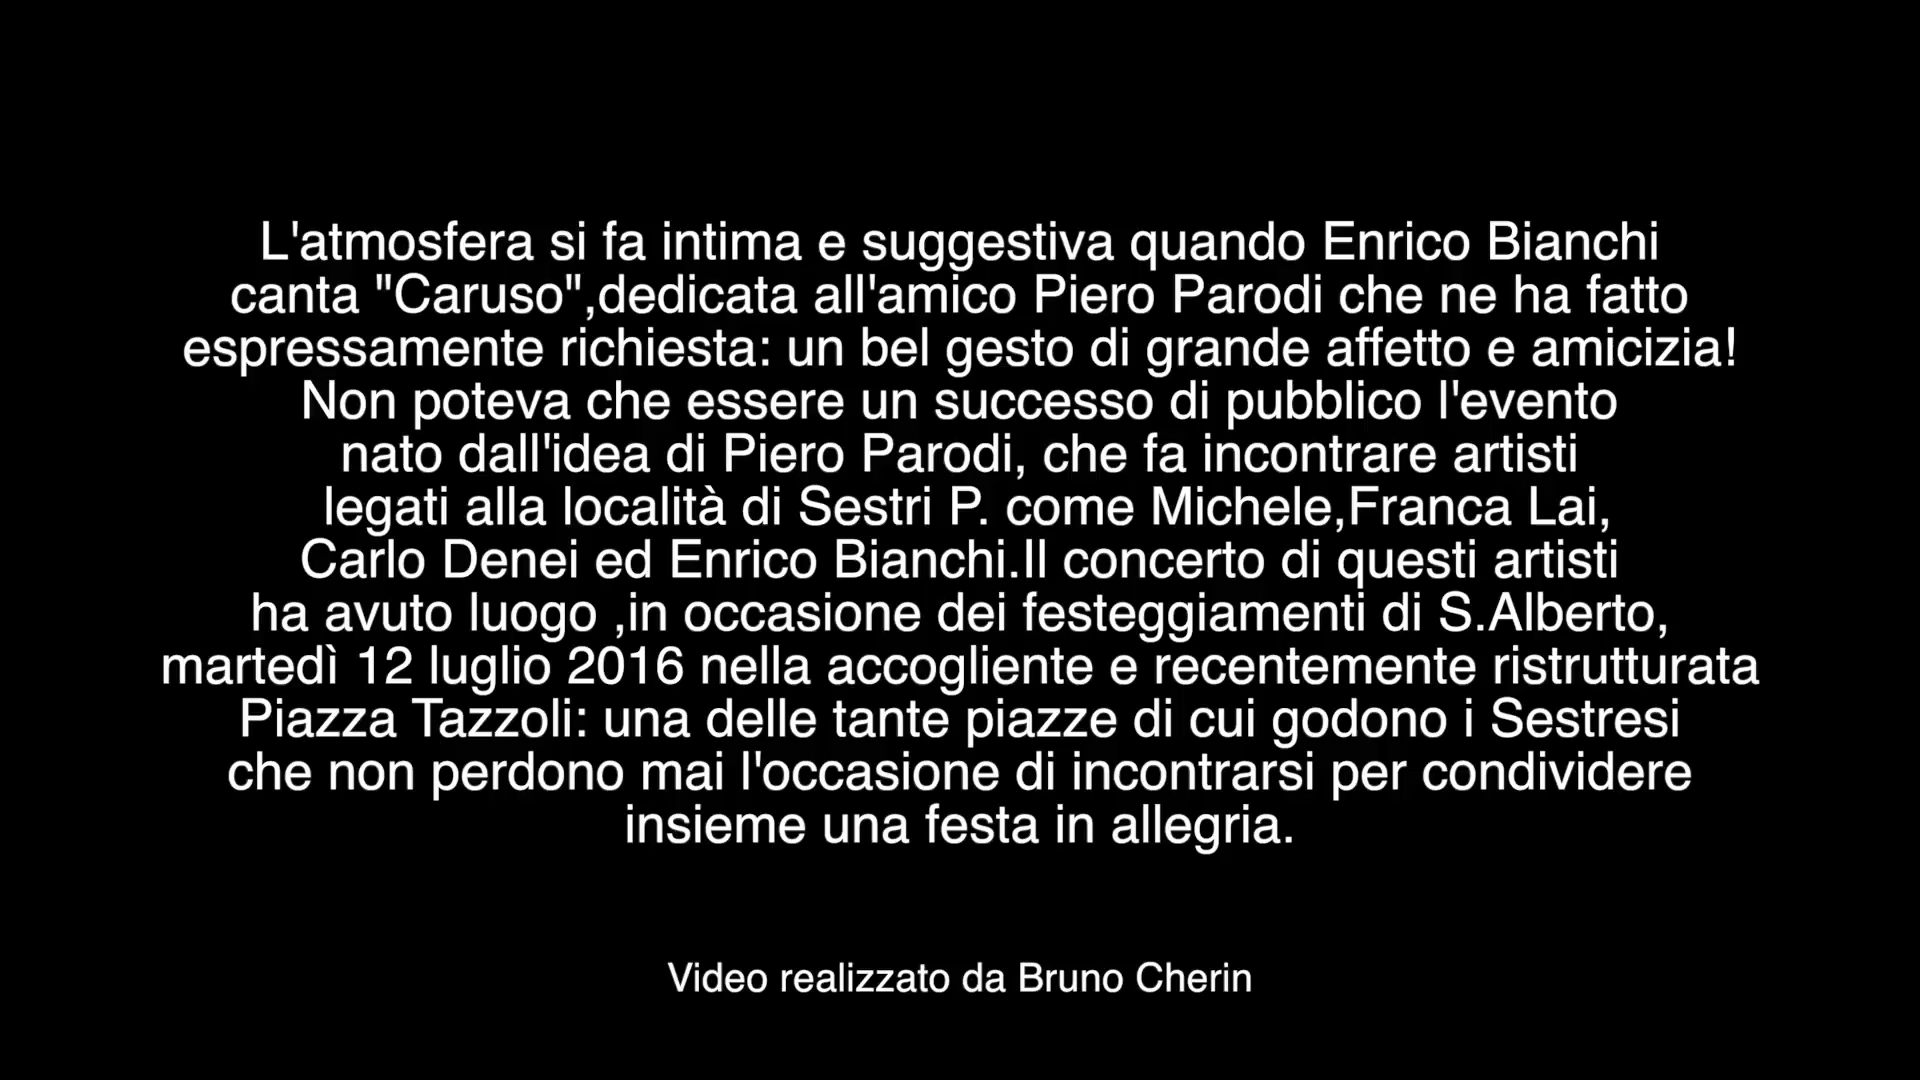 L'atmosfera si fa intima e suggestiva quando Enrico Bianchi
canta "Caruso",dedicata all'amico Piero Parodi che ne ha fatto
espressamente richiesta: un bel gesto di grande affetto e amicizia!
Non poteva che essere un successo di pubblico l'evento
nato dall'idea di Piero Parodi, che fa incontrare artisti
legati alla località di Sestri P. come Michele,Franca Lai,
Carlo Denei ed Enrico Bianchi.Il concerto di questi artisti
ha avuto luogo ,in occasione dei festeggiamenti di S.Alberto,
martedì 12 luglio 2016 nella accogliente e recentemente ristrutturata
Piazza Tazzoli: una delle tante piazze di cui godono i Sestresi
che non perdono mai l'occasione di incontrarsi per condividere
insieme una festa in allegria.
Video realizzato da Bruno Cherin